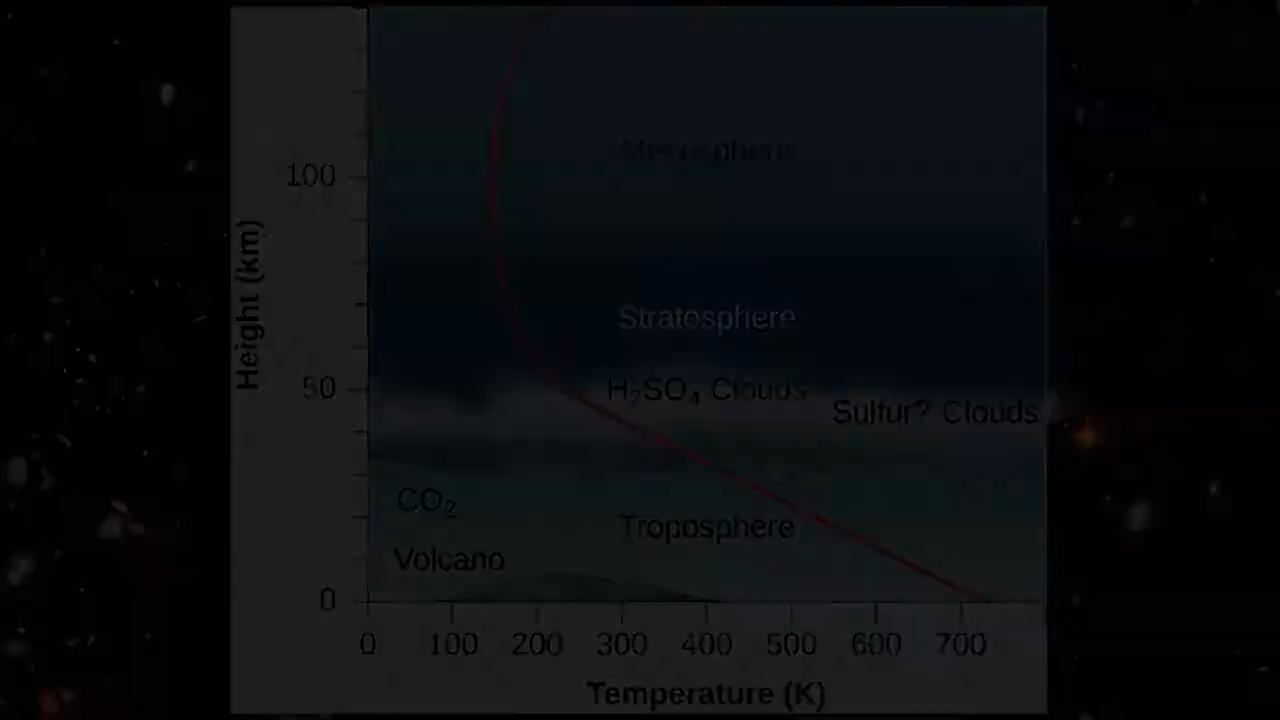 Mesosphere
100
Height (km)
Stratosphere
50
H₂SO₄ Clouds
Sulfur? Clouds
CO₂
Troposphere
Volcano
0
0 100 200 300 400 500 600 700
Temperature (K)